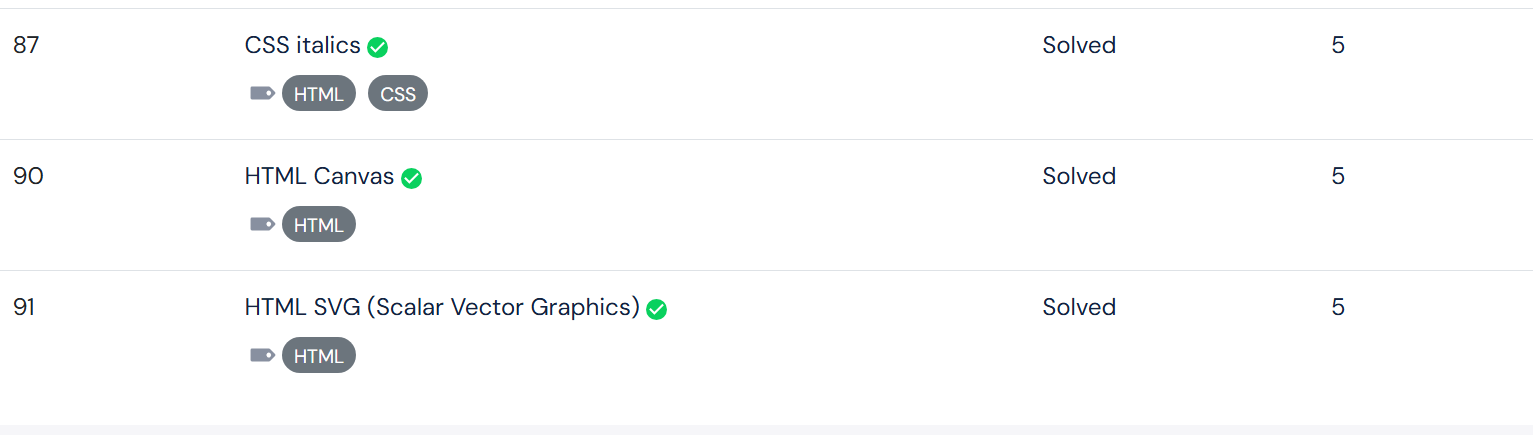 87 CSS italics Solved 5
HTML CSS
90 HTML Canvas Solved 5
HTML
91 HTML SVG (Scalar Vector Graphics) Solved 5
HTML